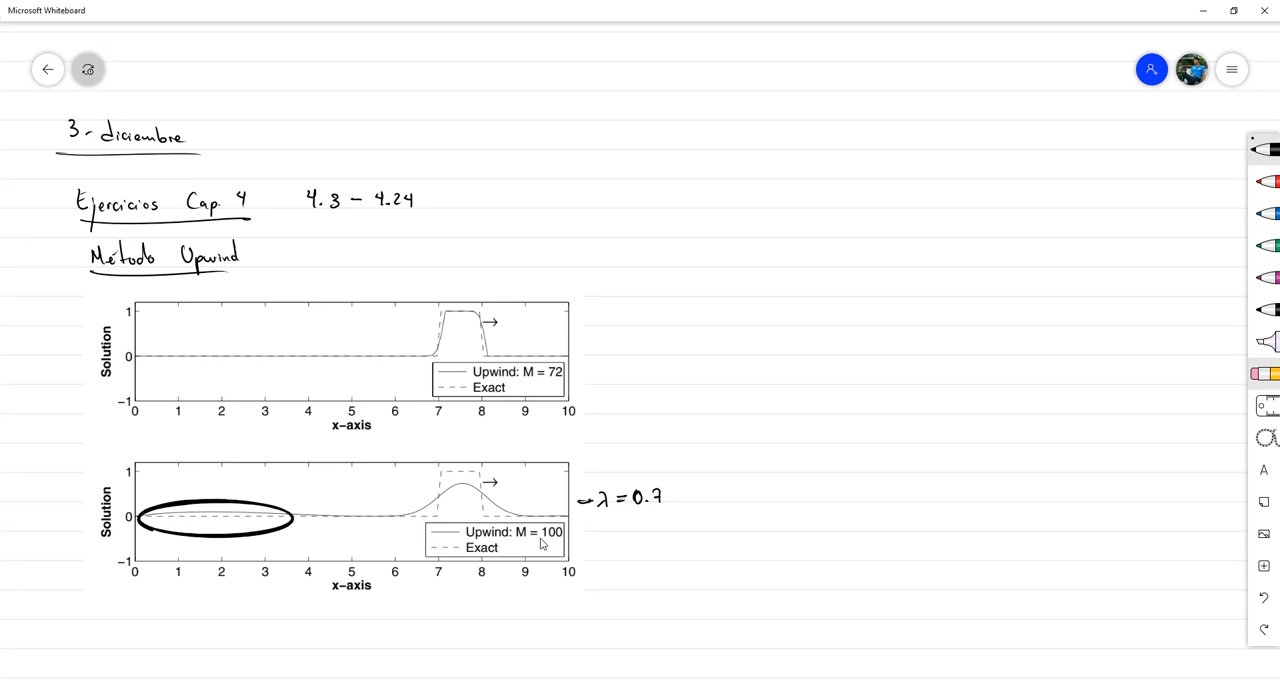 Microsoft Whiteboard
3- diciembre
Ejercicios Cap. 4 4.3 - 4.24
Método Upwind
Solution
1
0
-1
Upwind: M = 72
Exact
0 1 2 3 4 5 6 7 8 9 10
x-axis
Solution
1
0
-1
Upwind: M = 100
Exact
- λ = 0.7
0 1 2 3 4 5 6 7 8 9 10
x-axis
A